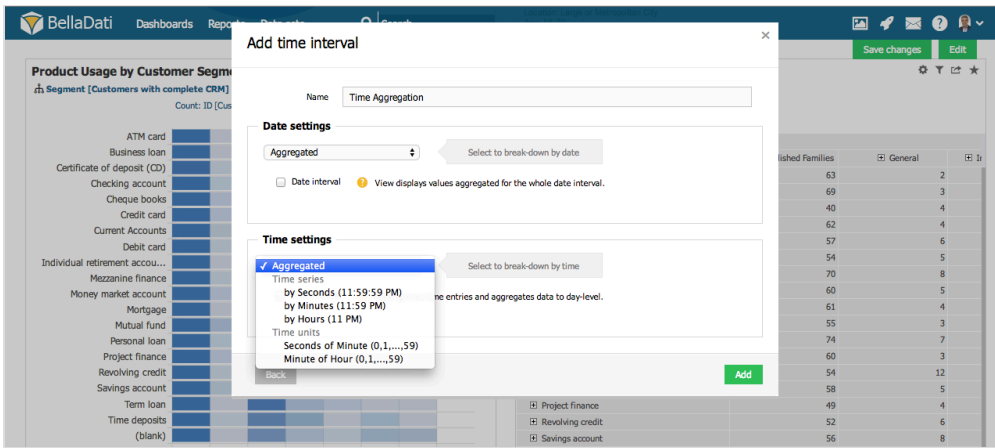 BellaDati
Dashboards
Search
Add time interval
Save changes
Edit
Product Usage by Customer Segme
Segment [Customers with complete CRM]
Count: ID [Cus
Name
Time Aggregation
Date settings
Aggregated
Select to break-down by date
Date interval
View displays values aggregated for the whole date interval.
Time settings
Aggregated
Time series
by Seconds (11:59:59 PM)
by Minutes (11:59 PM)
by Hours (11 PM)
Time units
Seconds of Minute (0,1,...,59)
Minute of Hour (0,1,...,59)
Select to break-down by time
me entries and aggregates data to day-level.
Back
Add
ATM card
Business loan
Certificate of deposit (CD)
Checking account
Cheque books
Credit card
Current Accounts
Debit card
Individual retirement accou...
Mezzanine finance
Money market account
Mortgage
Mutual fund
Personal loan
Project finance
Revolving credit
Savings account
Term loan
Time deposits
(blank)
lished Families General
63 2
69 3
40 4
62 4
57 6
54 5
70 8
60 5
61 4
55 3
74 7
60 3
54 12
58 5
Project finance 49 4
Revolving credit 52 6
Savings account 56 8